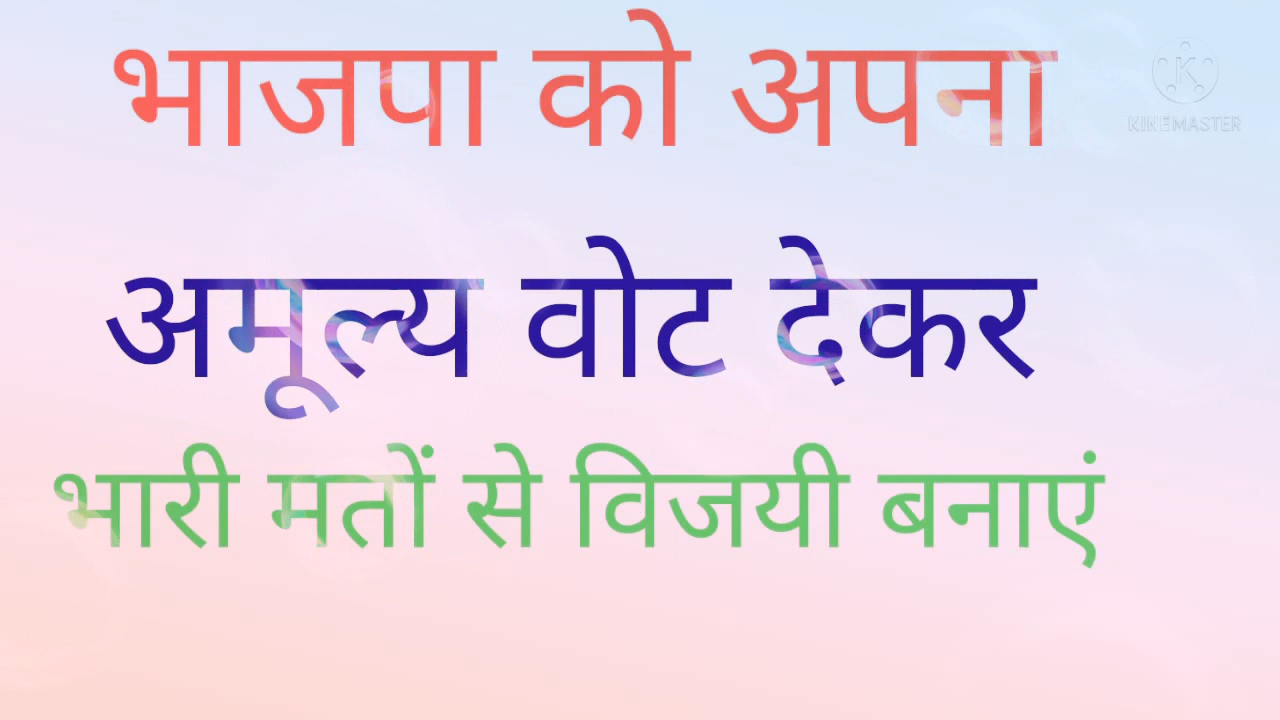 भाजपा को अपना
KINEMASTER
अमूल्य वोट देकर
भारी मतों से विजयी बनाएं